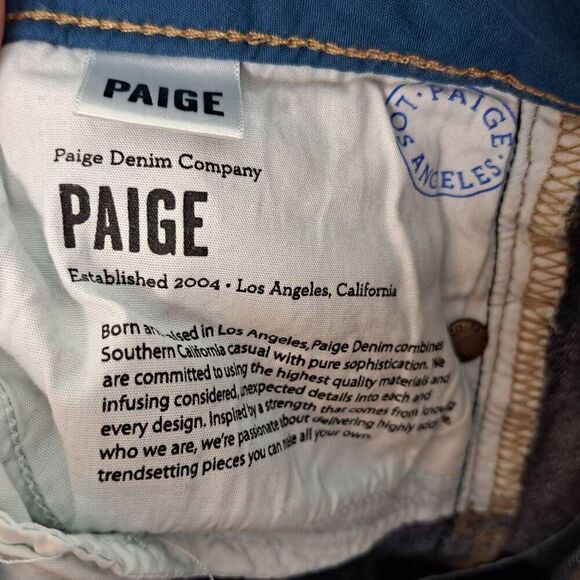 PAIGE
PAIGE
LOS ANGELES
Paige Denim Company
PAIGE
Established 2004 • Los Angeles, California
Born an ised in Los Angeles, Paige Denim combines
Southern California casual with pure sophistication. We
are committed to using the highest quality materials and
infusing considered, unexpected details into each and
every design. Inspired by a strength that comes from knowing
who we are, we're passionate about delivering highly
trendsetting pieces you can make all your own.